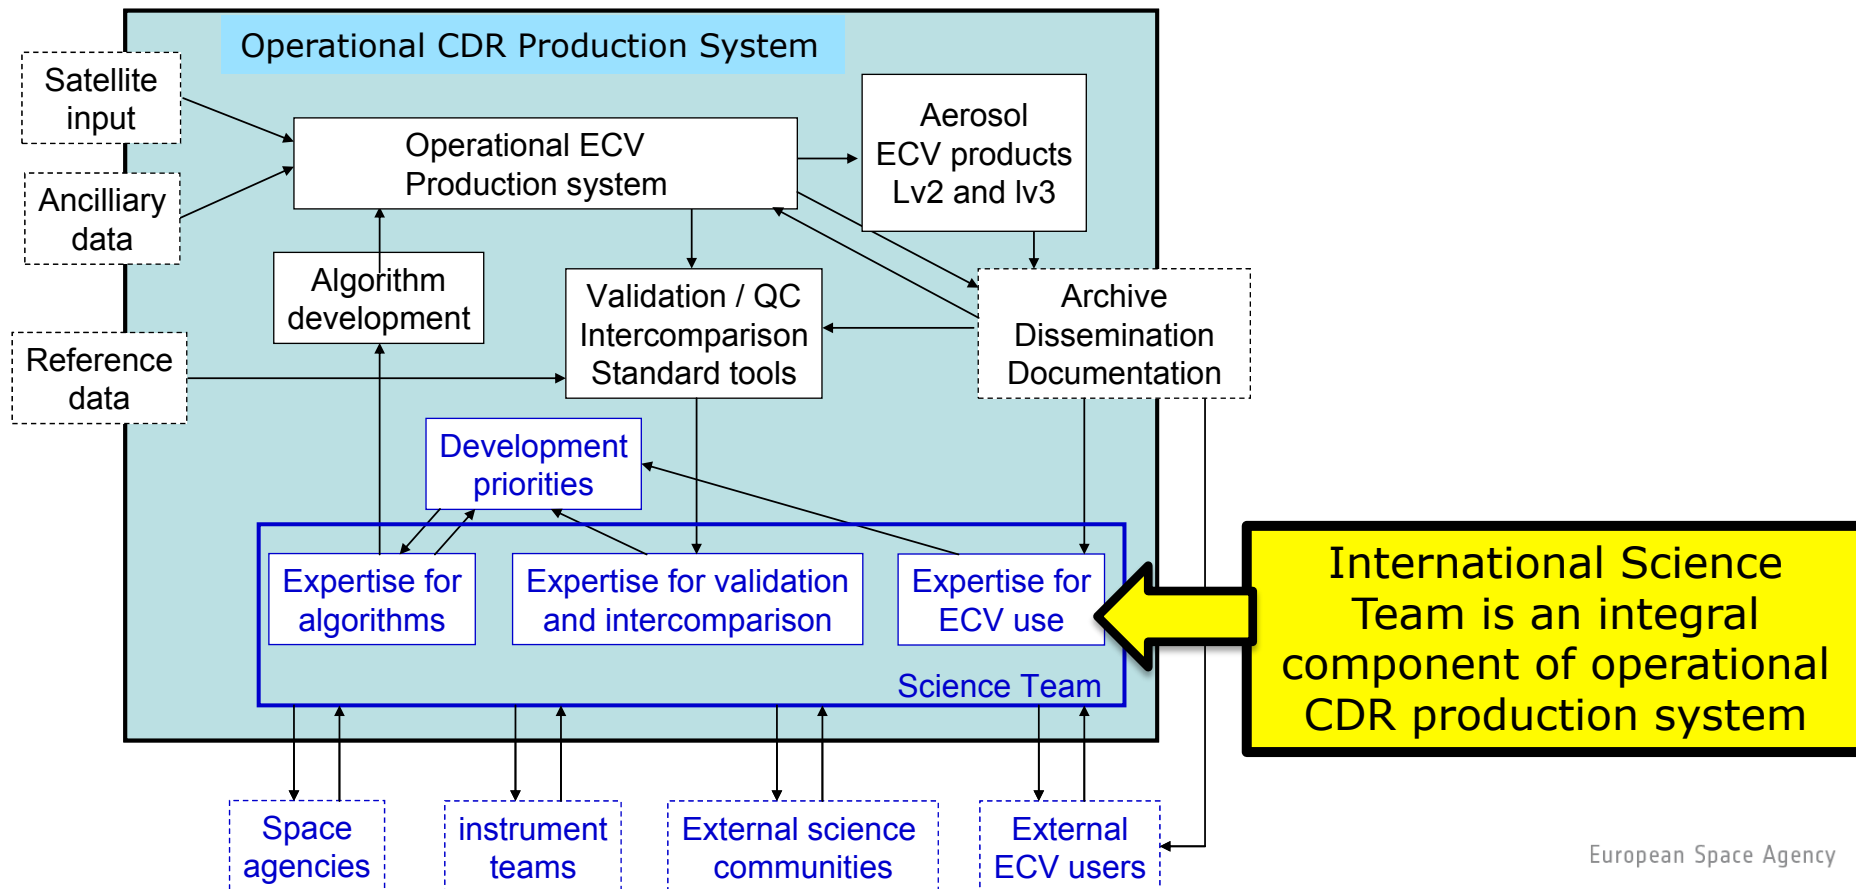 Operational CDR Production System
Satellite
input
Ancilliary
data
Reference
data
Operational ECV
Production system
Aerosol
ECV products
Lv2 and lv3
Algorithm
development
Validation / QC
Intercomparison
Standard tools
Archive
Dissemination
Documentation
Development
priorities
Expertise for
algorithms
Expertise for validation
and intercomparison
Expertise for
ECV use
Science Team
International Science
Team is an integral
component of operational
CDR production system
Space
agencies
instrument
teams
External science
communities
External
ECV users
European Space Agency